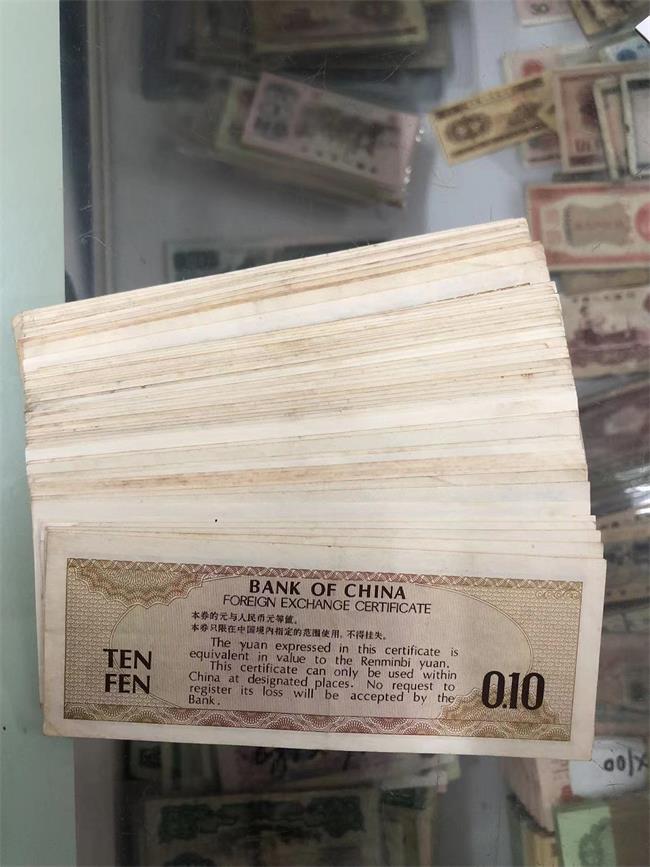 BANK OF CHINA
FOREIGN EXCHANGE CERTIFICATE
本券的元与人民币元等值。
本券只限在中国境内指定的范围使用，不得挂失。
The yuan expressed in this certificate is
equivalent in value to the Renminbi yuan.
This certificate can only be used within
China at designated places. No request to
register its loss will be accepted by the
Bank.
TEN
FEN
0.10
x100